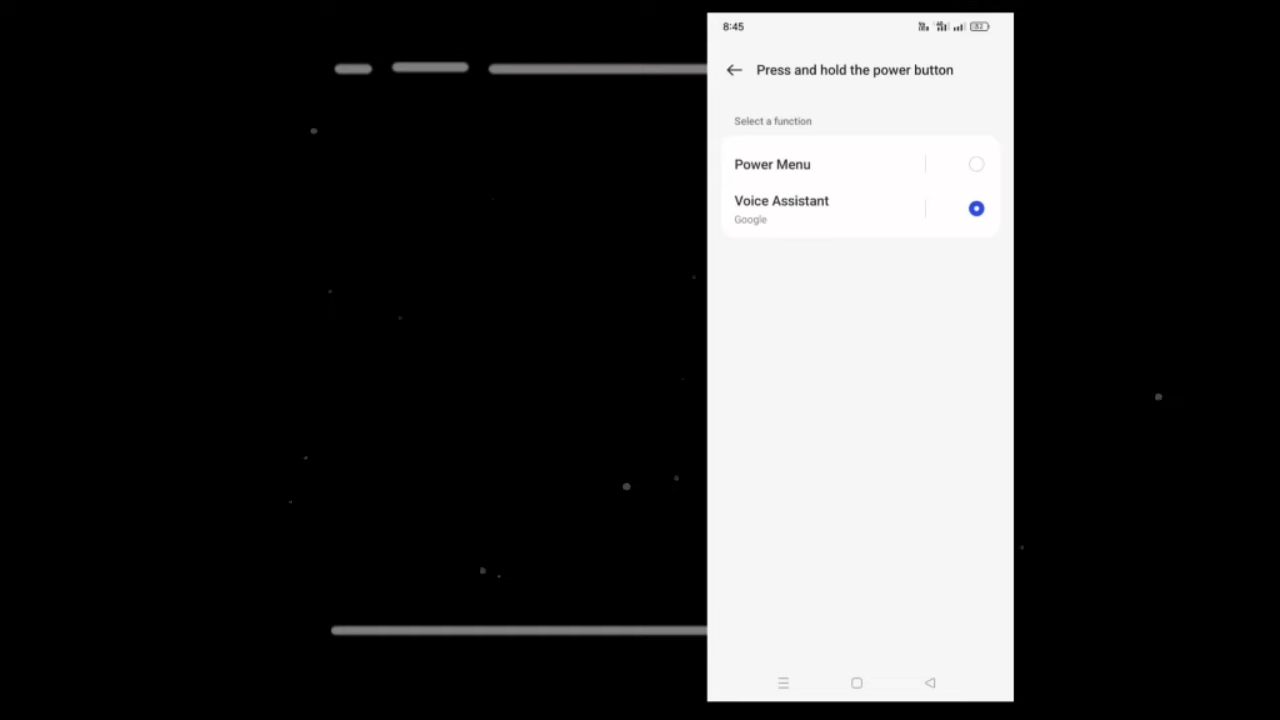 8:45
Press and hold the power button
Select a function
Power Menu
Voice Assistant
Google